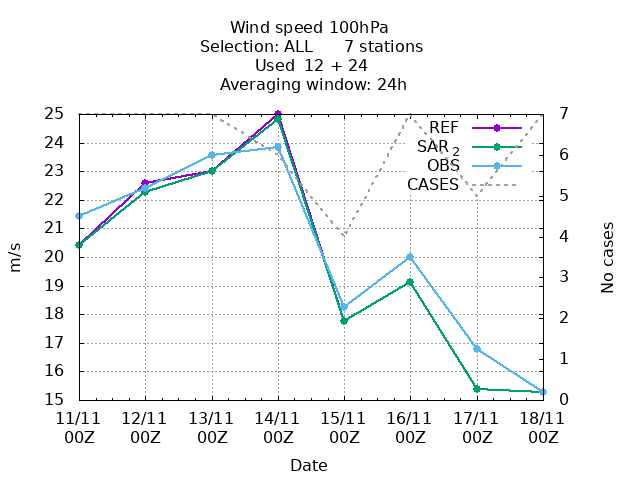 Wind speed 100hPa
Selection: ALL 7 stations
Used 12 + 24
Averaging window: 24h
REF
SAR 2
OBS
CASES
25
24
23
22
21
20
19
18
17
16
15
m/s
7
6
5
4
3
2
1
0
No cases
11/11 12/11 13/11 14/11 15/11 16/11 17/11 18/11
00Z 00Z 00Z 00Z 00Z 00Z 00Z 00Z
Date